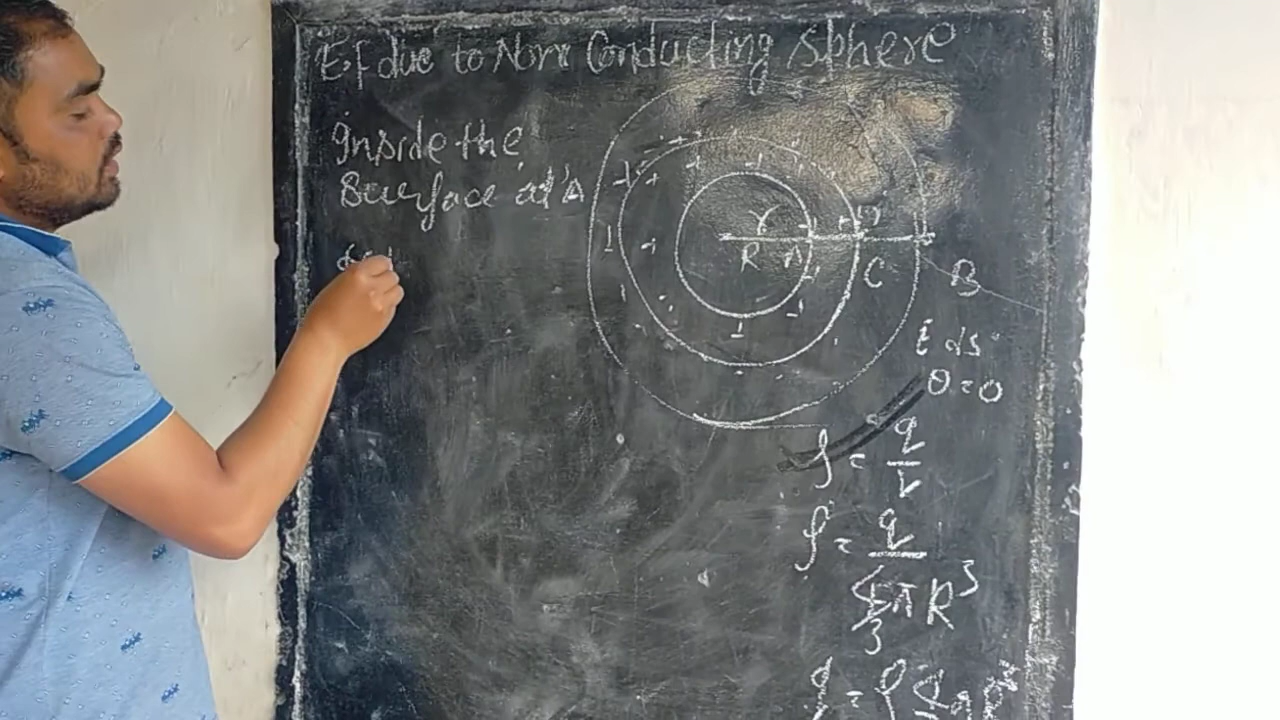 E.f due to Non Conducting sphere
Inside the
Surface at A
r
R A
C
B
E ds
θ=0
ρ = q
ρ = q
4/3 πR³